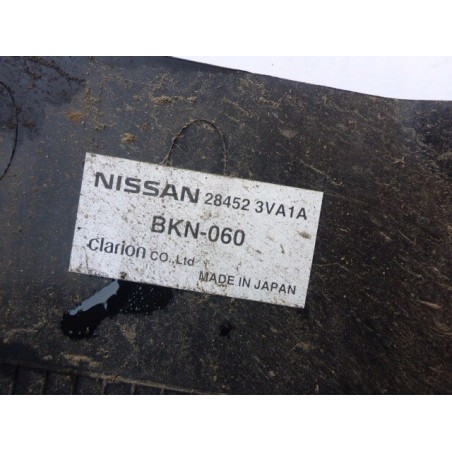 NISSAN 28452 3VA1A
BKN-060
Clarion CO., Ltd
MADE IN JAPAN